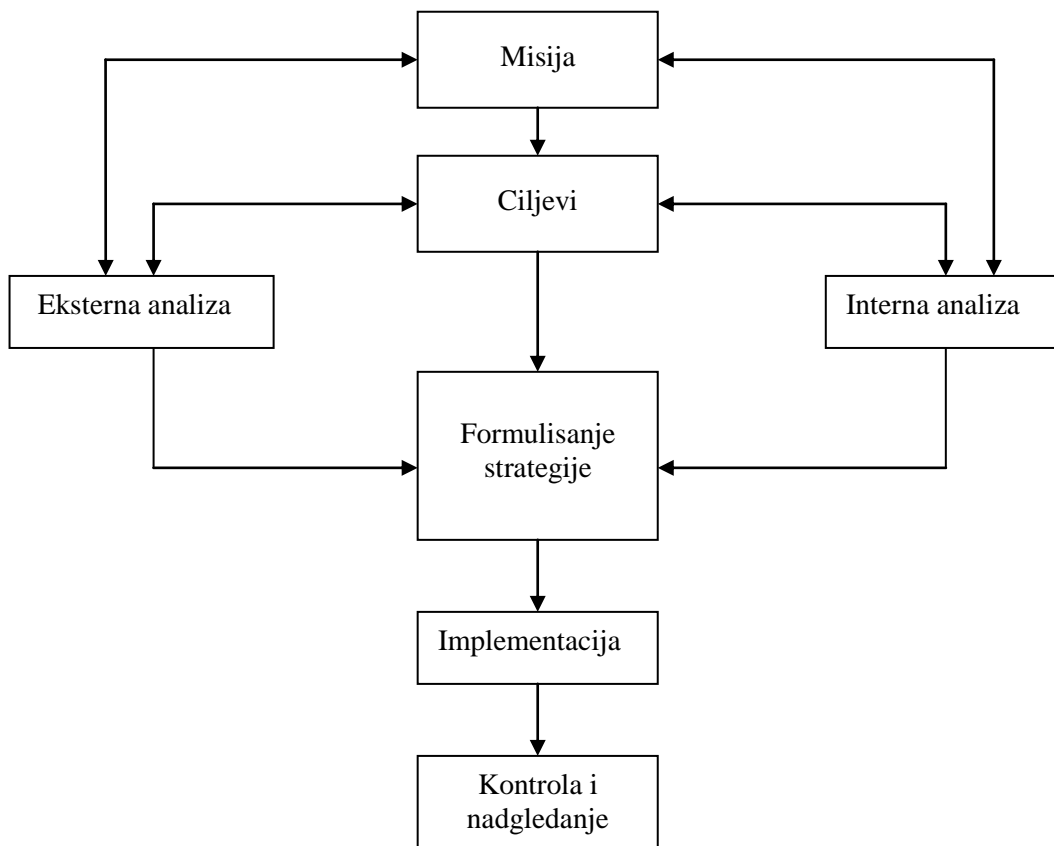 Misija
Ciljevi
Eksterna analiza
Interna analiza
Formulisanje
strategije
Implementacija
Kontrola i
nadgledanje